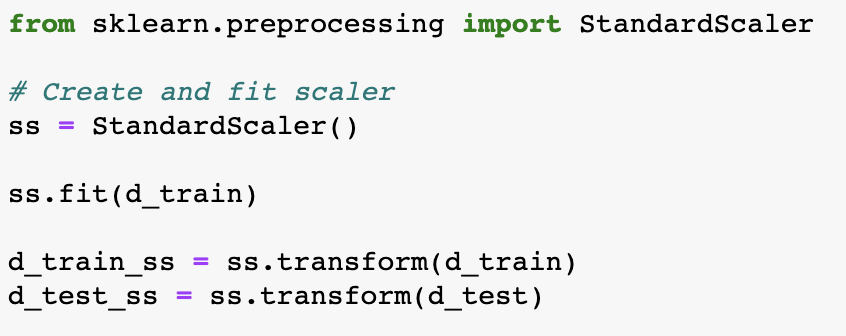 from sklearn.preprocessing import StandardScaler
# Create and fit scaler
ss = StandardScaler()
ss.fit(d_train)
d_train_ss = ss.transform(d_train)
d_test_ss = ss.transform(d_test)